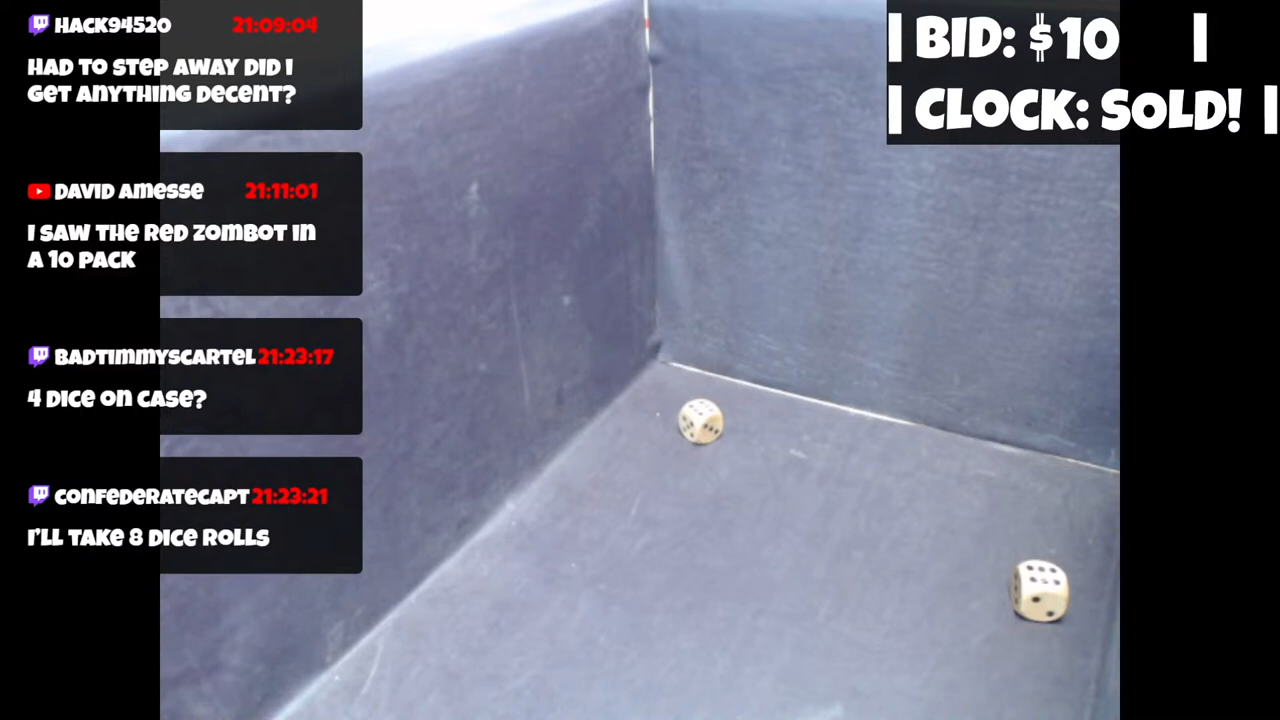 HACK94520 21:09:04
HAD TO STEP AWAY DID I
GET ANYTHING DECENT?
DAVID AMESSE 21:11:01
I SAW THE RED ZOMBOT IN
A 10 PACK
BADTIMMYSCARTEL 21:23:17
4 DICE ON CASE?
CONFEDERATECAPT 21:23:21
I'LL TAKE 8 DICE ROLLS
| BID: $10 |
| CLOCK: SOLD! |